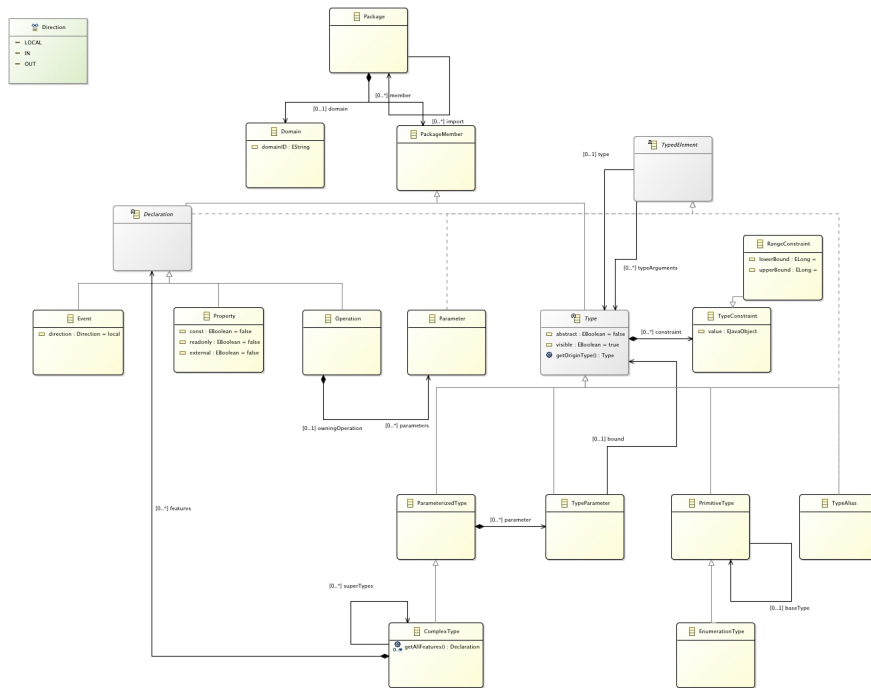 Direction
LOCAL
IN
OUT
Package
[0..1] domain
[0..*] member
[0..*] import
Domain
domainID : EString
PackageMember
TypedElement
[0..1] type
[0..*] typeArguments
Declaration
RangeConstraint
lowerBound : ELong =
upperBound : ELong =
Event
direction : Direction = local
Property
const : EBoolean = false
readonly : EBoolean = false
external : EBoolean = false
Operation
Parameter
[0..1] owningOperation
[0..*] parameters
Type
abstract : EBoolean = false
visible : EBoolean = true
getOriginType() : Type
[0..*] constraint
TypeConstraint
value : EJavaObject
[0..1] bound
[0..*] features
ParameterizedType
[0..*] parameter
TypeParameter
PrimitiveType
TypeAlias
[0..1] baseType
[0..*] superTypes
ComplexType
getAllFeatures() : Declaration
EnumerationType